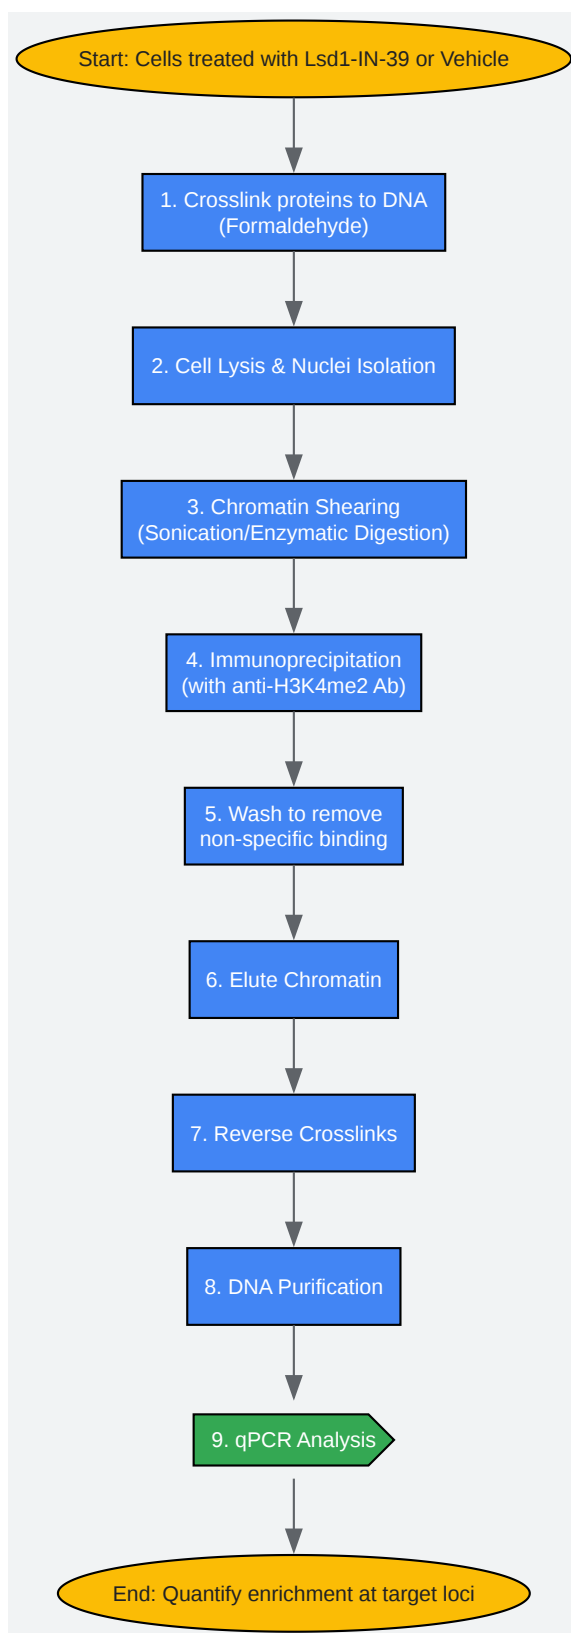 Start: Cells treated with Lsd1-IN-39 or Vehicle
1. Crosslink proteins to DNA
(Formaldehyde)
2. Cell Lysis & Nuclei Isolation
3. Chromatin Shearing
(Sonication/Enzymatic Digestion)
4. Immunoprecipitation
(with anti-H3K4me2 Ab)
5. Wash to remove
non-specific binding
6. Elute Chromatin
7. Reverse Crosslinks
8. DNA Purification
9. qPCR Analysis
End: Quantify enrichment at target loci